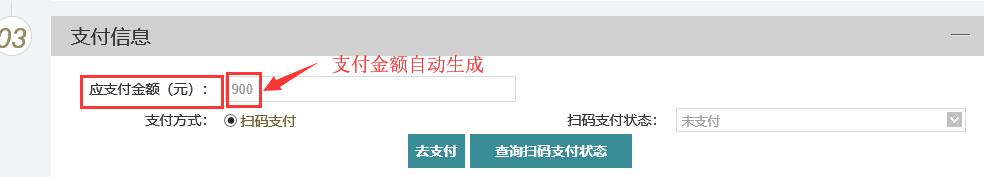 03
支付信息
支付金额自动生成
应支付金额（元）： 900
支付方式： 扫码支付 扫码支付状态： 未支付
去支付 查询扫码支付状态